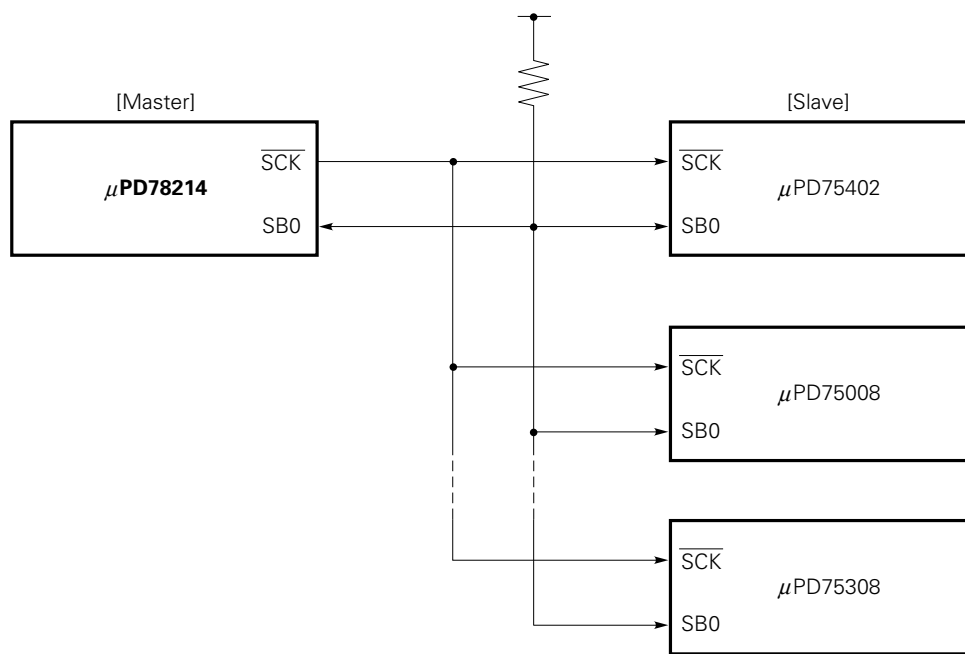 [Master]
[Slave]
SCK
μPD78214
SB0
SCK
μPD75402
SB0
SCK
μPD75008
SB0
SCK
μPD75308
SB0